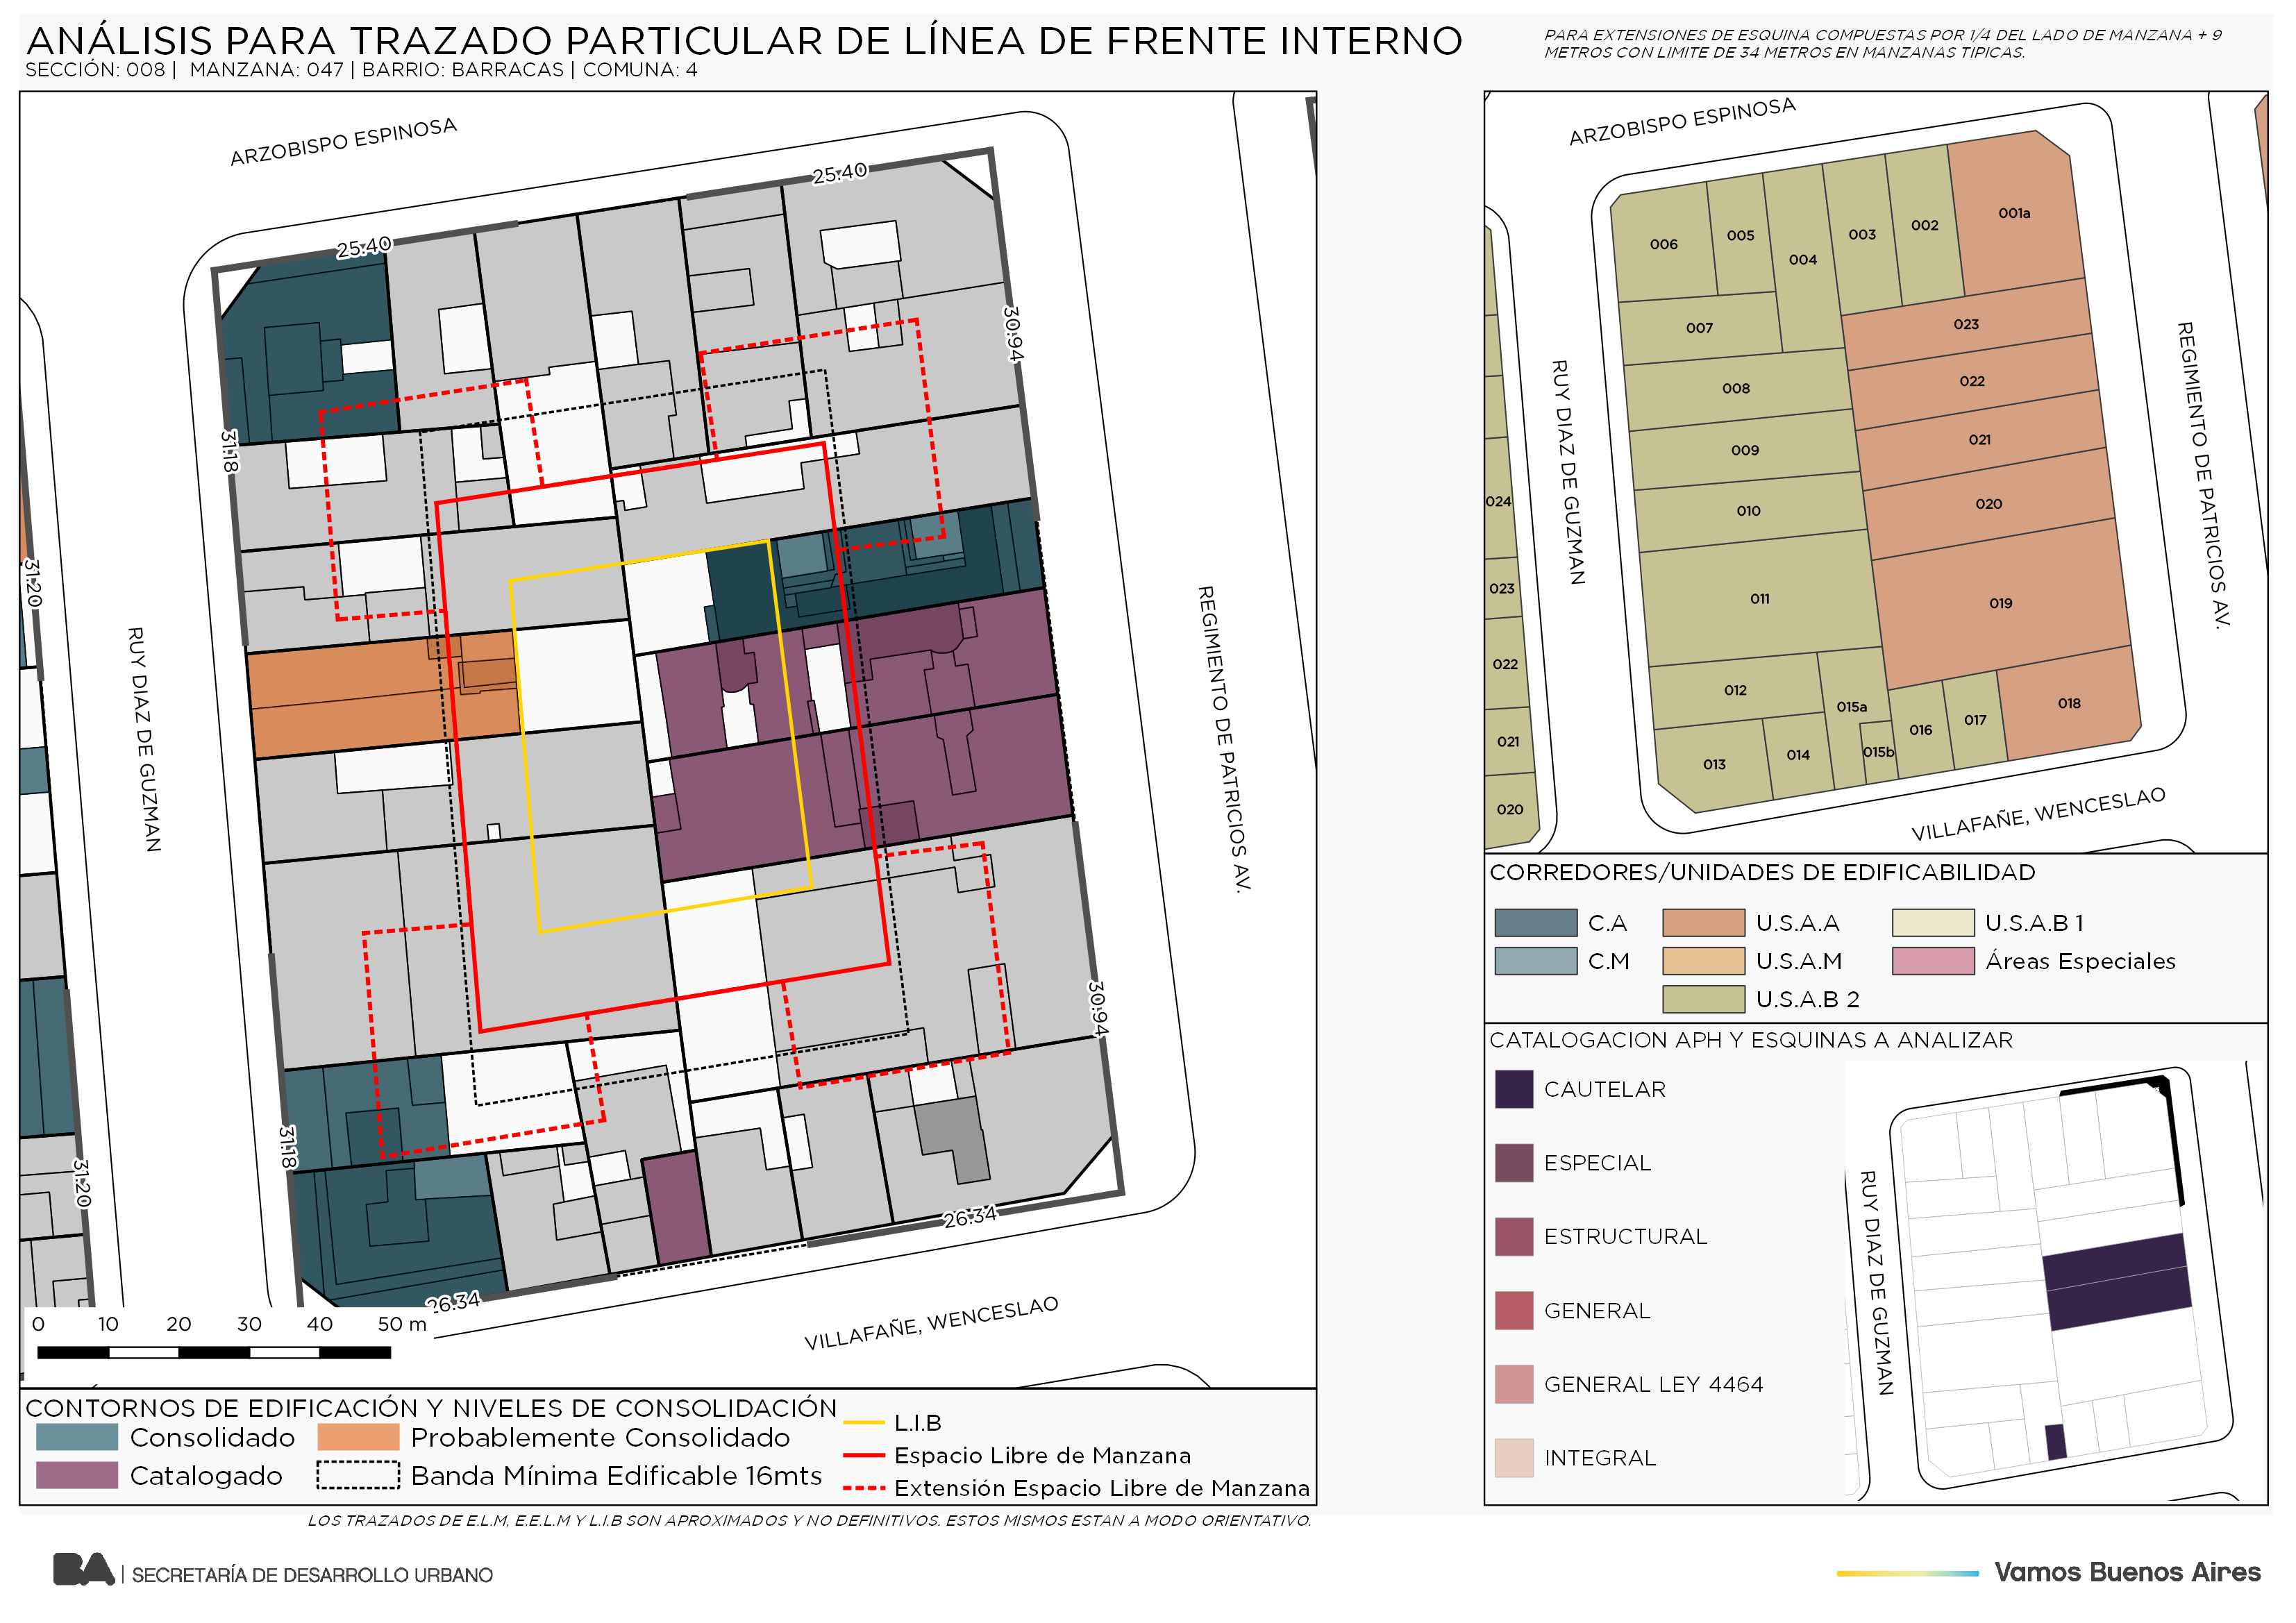 ANÁLISIS PARA TRAZADO PARTICULAR DE LÍNEA DE FRENTE INTERNO
SECCIÓN: 008 | MANZANA: 047 | BARRIO: BARRACAS | COMUNA: 4
PARA EXTENSIONES DE ESQUINA COMPUESTAS POR 1/4 DEL LADO DE MANZANA + 9
METROS CON LIMITE DE 34 METROS EN MANZANAS TIPICAS.
ARZOBISPO ESPINOSA
25.40
25.40
30.94
31.18
31.20
RUY DIAZ DE GUZMAN
REGIMIENTO DE PATRICIOS AV.
30.94
31.18
31.20
26.34
26.34
VILLAFAÑE, WENCESLAO
0 10 20 30 40 50 m
CONTORNOS DE EDIFICACIÓN Y NIVELES DE CONSOLIDACIÓN
Consolidado
Probablemente Consolidado
Catalogado
Banda Mínima Edificable 16mts
L.I.B
Espacio Libre de Manzana
Extensión Espacio Libre de Manzana
LOS TRAZADOS DE E.L.M, E.E.L.M Y L.I.B SON APROXIMADOS Y NO DEFINITIVOS. ESTOS MISMOS ESTAN A MODO ORIENTATIVO.
ARZOBISPO ESPINOSA
001a
002
003
004
005
006
007
008
009
010
011
012
013
014
015a
015b
016
017
018
019
020
021
022
023
024
023
022
021
020
RUY DIAZ DE GUZMAN
REGIMIENTO DE PATRICIOS AV.
VILLAFAÑE, WENCESLAO
CORREDORES/UNIDADES DE EDIFICABILIDAD
C.A
U.S.A.A
U.S.A.B 1
C.M
U.S.A.M
Áreas Especiales
U.S.A.B 2
CATALOGACION APH Y ESQUINAS A ANALIZAR
CAUTELAR
ESPECIAL
ESTRUCTURAL
GENERAL
GENERAL LEY 4464
INTEGRAL
RUY DIAZ DE GUZMAN
BA | SECRETARÍA DE DESARROLLO URBANO
Vamos Buenos Aires